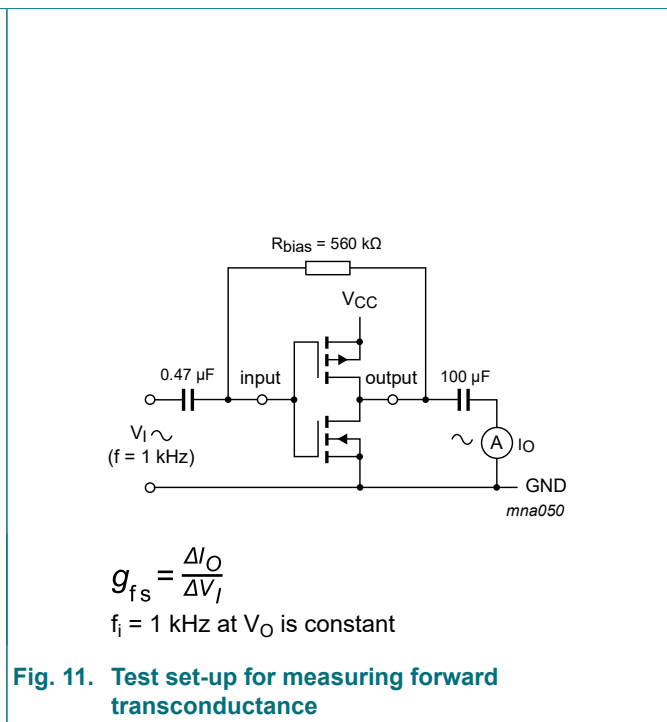 Rbias = 560 kΩ
VCC
0.47 µF
input
output
100 µF
VI ~
(f = 1 kHz)
~
A
IO
GND
mna050
gfs = ΔIO / ΔVI
fi = 1 kHz at VO is constant
Fig. 11. Test set-up for measuring forward
transconductance